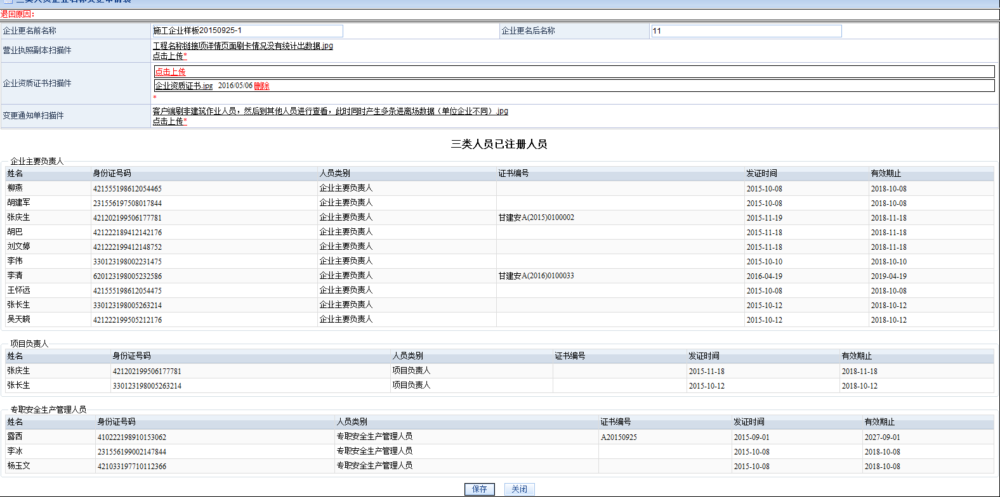 三类人员企业名称变更申请表
退回原因：
企业更名前名称 施工企业样板20150925-1 企业更名后名称 11
营业执照副本扫描件 工程名称链接项详情页面刷卡情况没有统计出数据.jpg
点击上传*
企业资质证书扫描件 点击上传
企业资质证书.jpg 2016/05/06 删除
*
变更通知单扫描件 客户端刷非建筑作业人员，然后到其他人员进行查看，此时同时产生多条进离场数据（单位企业不同）.jpg
点击上传*
三类人员已注册人员
企业主要负责人
姓名 身份证号码 人员类别 证书编号 发证时间 有效期止
柳燕 421555198612054465 企业主要负责人 2015-10-08 2018-10-08
胡建军 231556197508017844 企业主要负责人 2015-10-08 2018-10-08
张庆生 421202199506177781 企业主要负责人 甘建安A(2015)0100002 2015-11-19 2018-11-18
胡巴 421222189412142176 企业主要负责人 2015-11-18 2018-11-18
刘文婷 421222199412148752 企业主要负责人 2015-11-18 2018-11-18
李伟 330123198002231475 企业主要负责人 2015-10-10 2018-10-10
李清 620123198005232586 企业主要负责人 甘建安A(2016)0100033 2016-04-19 2019-04-19
王怀远 421555198612054475 企业主要负责人 2015-10-08 2018-10-08
张长生 330123198005263214 企业主要负责人 2015-10-12 2018-10-12
吴天晓 421222199505212176 企业主要负责人 2015-10-12 2018-10-12
项目负责人
姓名 身份证号码 人员类别 证书编号 发证时间 有效期止
张庆生 421202199506177781 项目负责人 2015-11-18 2018-11-18
张长生 330123198005263214 项目负责人 2015-10-12 2018-10-12
专职安全生产管理人员
姓名 身份证号码 人员类别 证书编号 发证时间 有效期止
露西 410222198910153062 专职安全生产管理人员 A20150925 2015-09-01 2027-09-01
李冰 231556199002147844 专职安全生产管理人员 2015-10-08 2018-10-08
杨玉文 421033197710112366 专职安全生产管理人员 2015-10-08 2018-10-08
保存 关闭